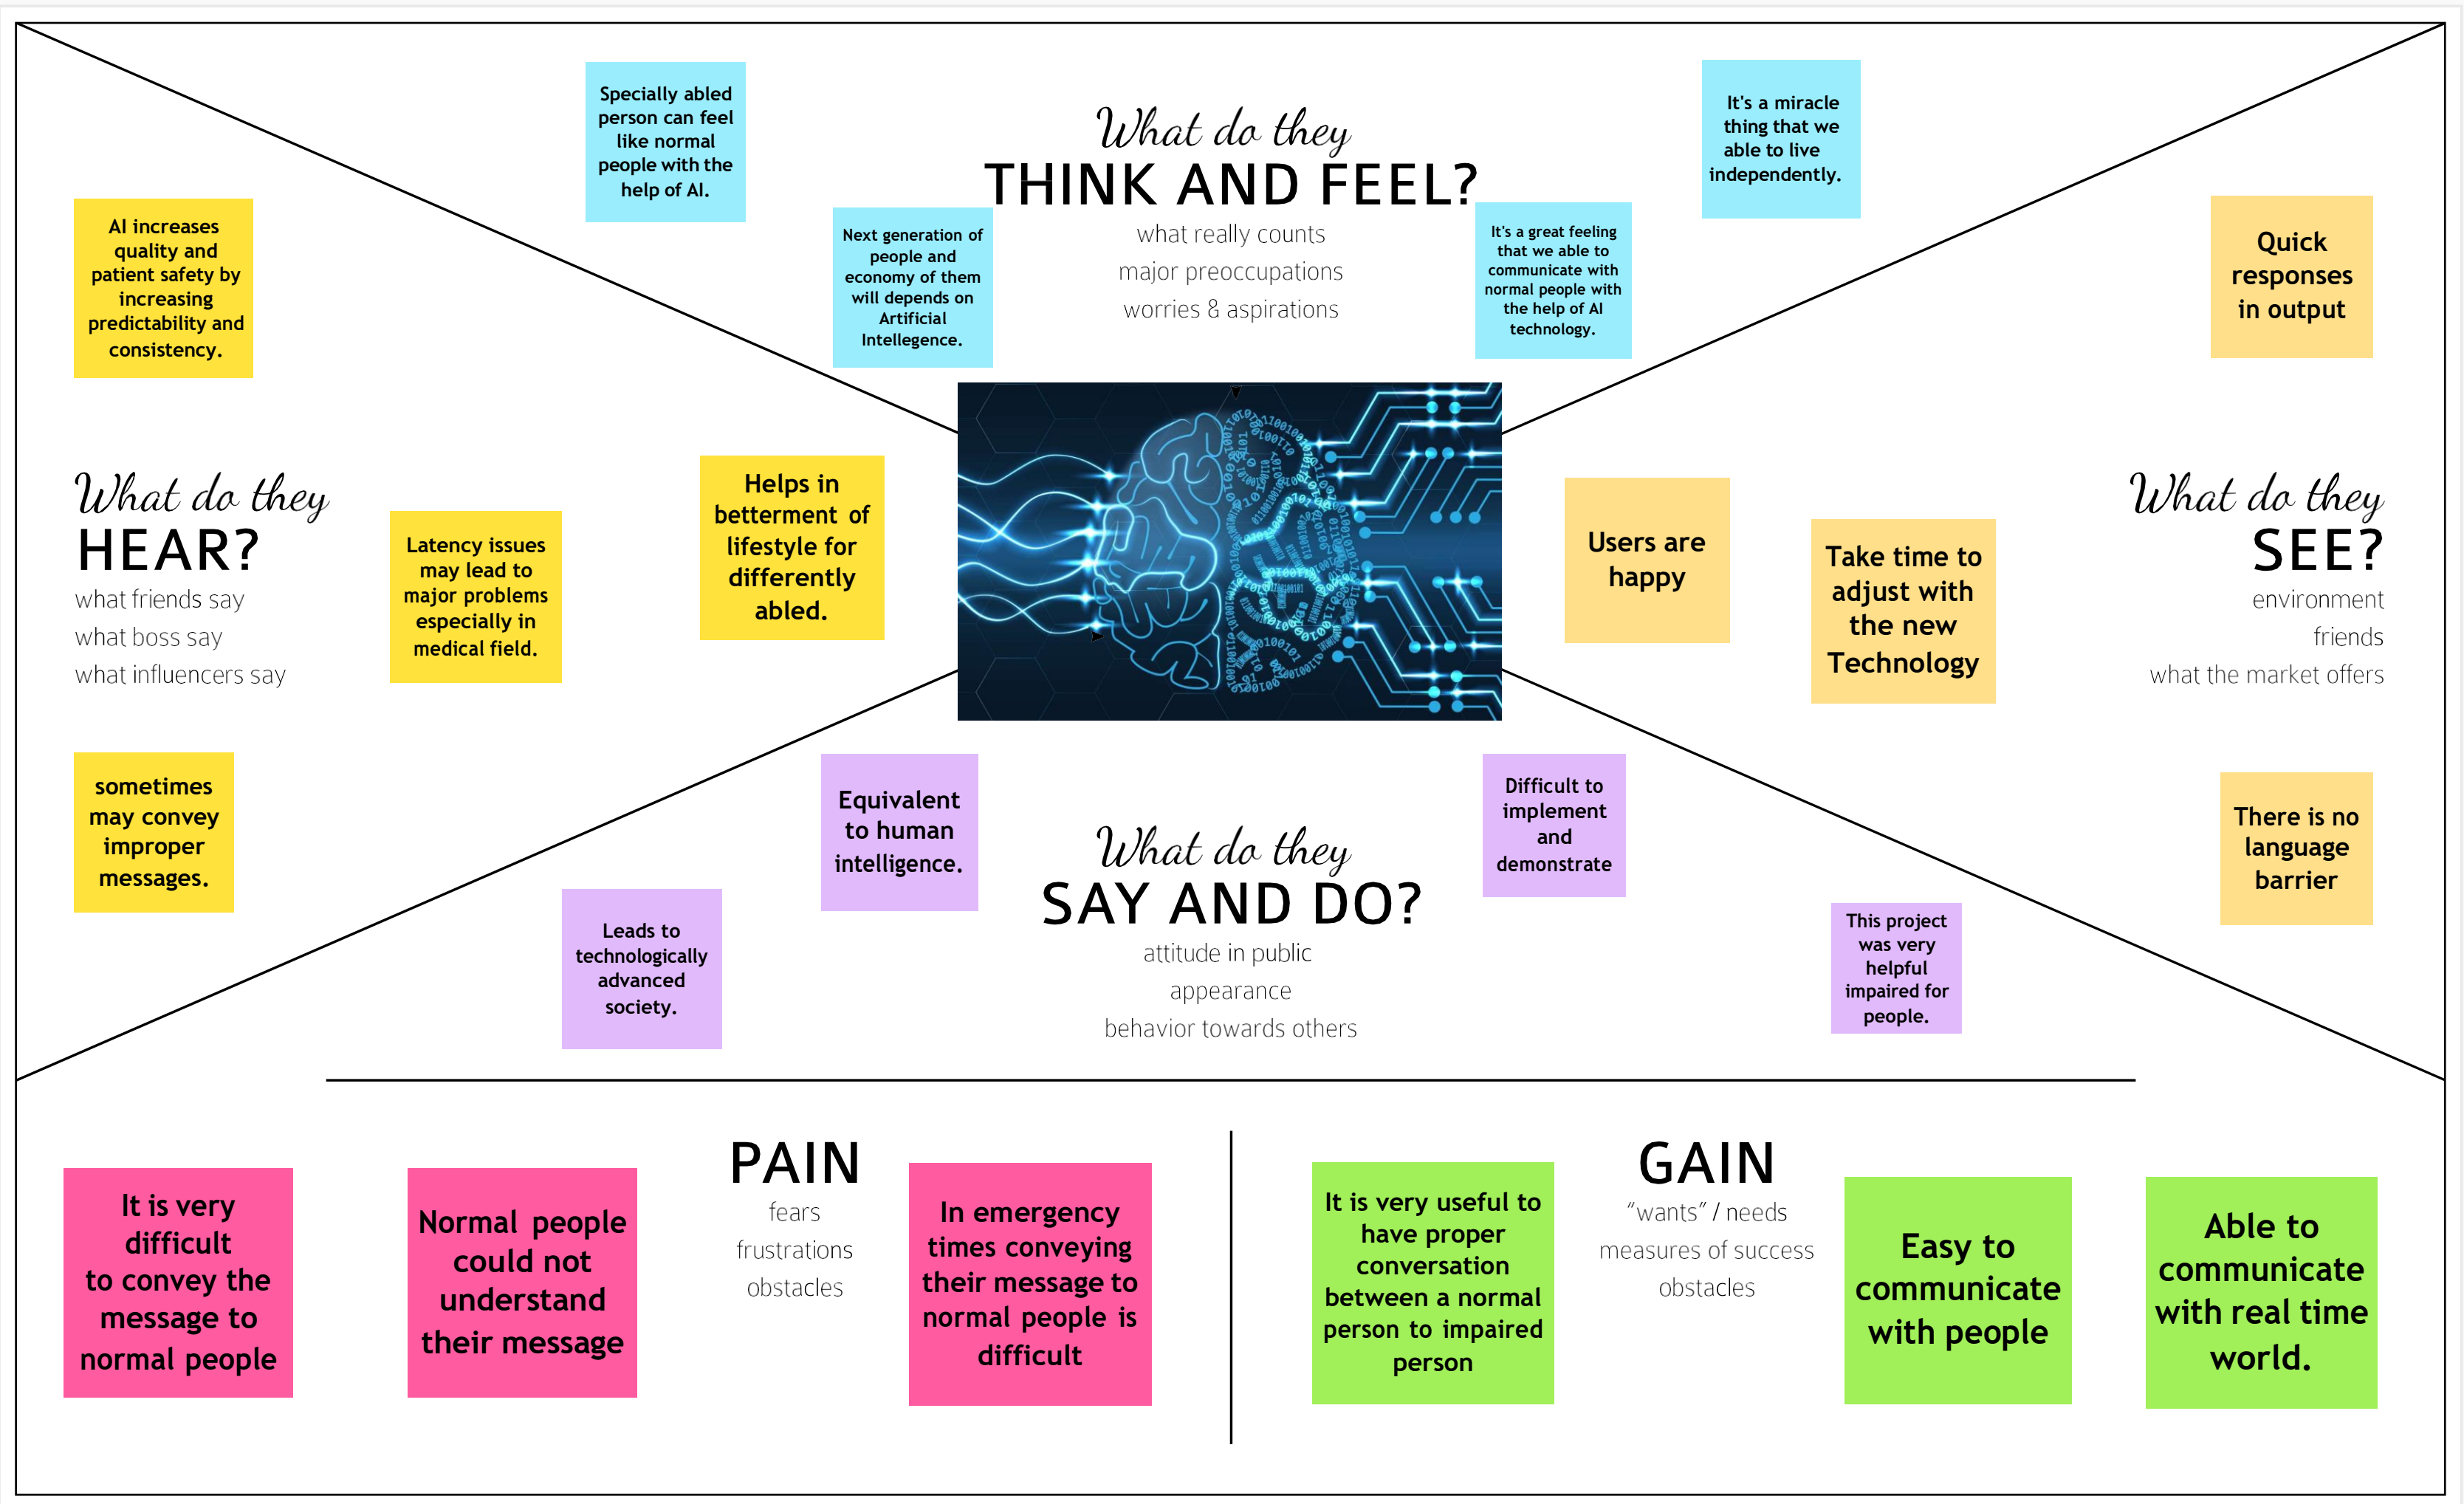 What do they
THINK AND FEEL?
what really counts
major preoccupations
worries & aspirations
Specially abled
person can feel
like normal
people with the
help of AI.
Next generation of
people and
economy of them
will depends on
Artificial
Intellegence.
It's a great feeling
that we able to
communicate with
normal people with
the help of AI
technology.
It's a miracle
thing that we
able to live
independently.
What do they
HEAR?
what friends say
what boss say
what influencers say
AI increases
quality and
patient safety by
increasing
predictability and
consistency.
Latency issues
may lead to
major problems
especially in
medical field.
Helps in
betterment of
lifestyle for
differently
abled.
sometimes
may convey
improper
messages.
What do they
SEE?
environment
friends
what the market offers
Quick
responses
in output
Users are
happy
Take time to
adjust with
the new
Technology
There is no
language
barrier
What do they
SAY AND DO?
attitude in public
appearance
behavior towards others
Equivalent
to human
intelligence.
Leads to
technologically
advanced
society.
Difficult to
implement
and
demonstrate
This project
was very
helpful
impaired for
people.
PAIN
fears
frustrations
obstacles
It is very
difficult
to convey the
message to
normal people
Normal people
could not
understand
their message
In emergency
times conveying
their message to
normal people is
difficult
GAIN
“wants” / needs
measures of success
obstacles
It is very useful to
have proper
conversation
between a normal
person to impaired
person
Easy to
communicate
with people
Able to
communicate
with real time
world.